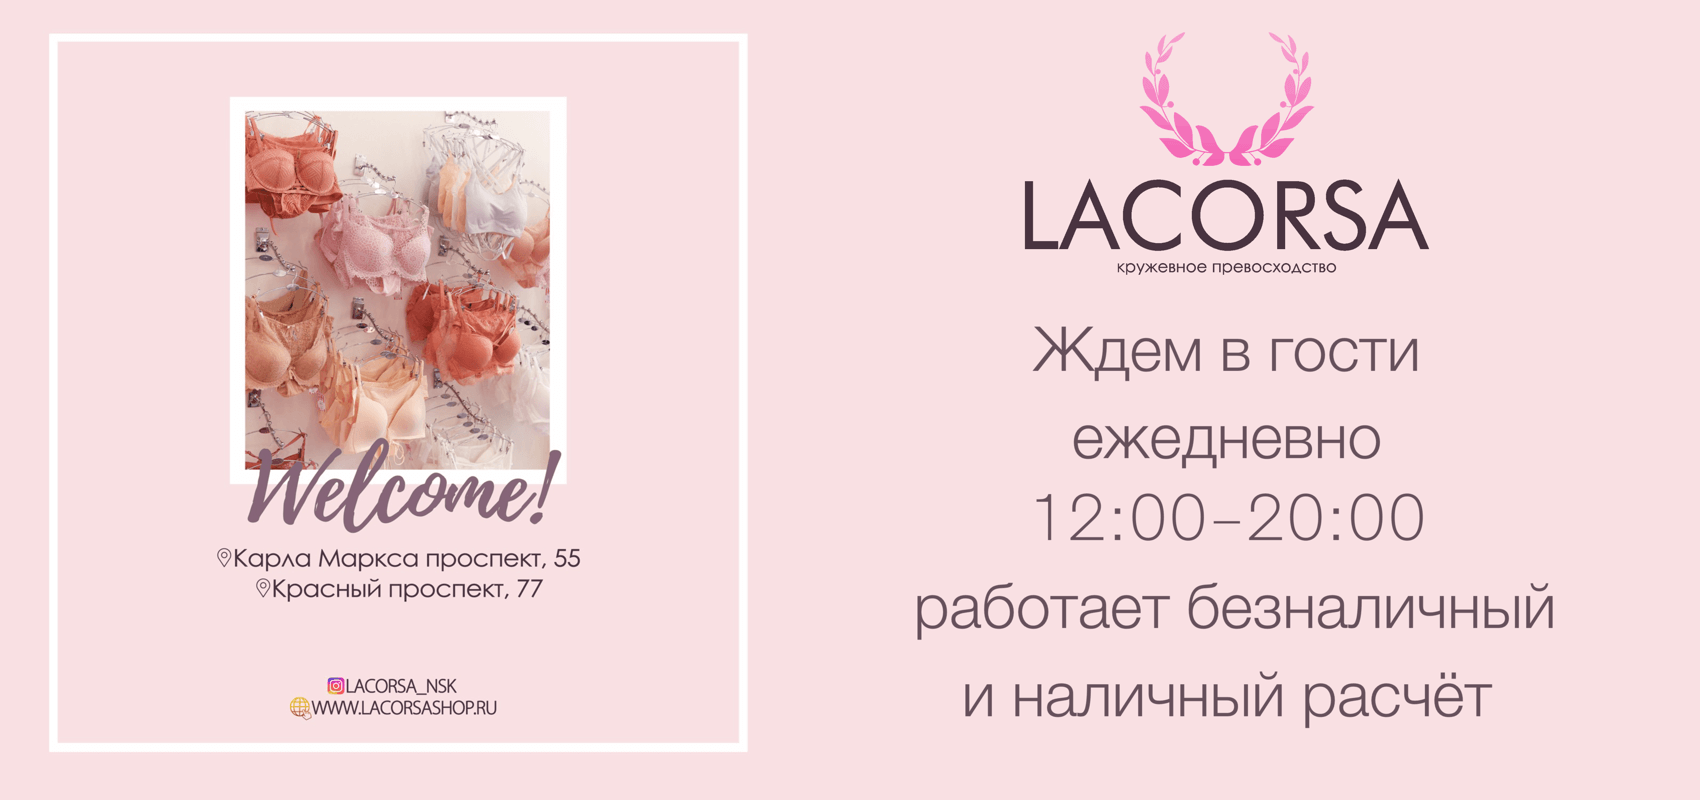 Welcome!
Карла Маркса проспект, 55
Красный проспект, 77
LACORSA_NSK
WWW.LACORSASHOP.RU
LACORSA
кружевное превосходство
Ждем в гости
ежедневно
12:00–20:00
работает безналичный
и наличный расчёт